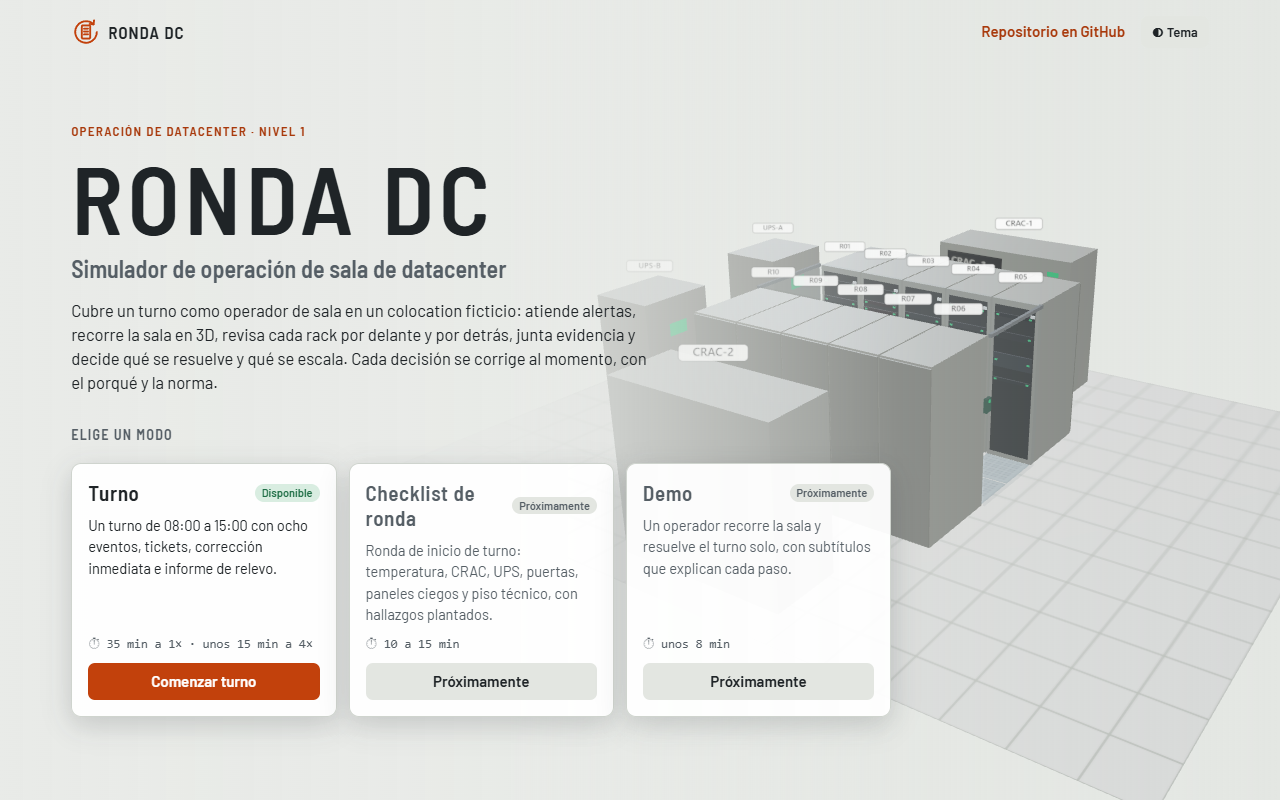 RONDA DC
Repositorio en GitHub
Tema
OPERACIÓN DE DATACENTER · NIVEL 1
RONDA DC
Simulador de operación de sala de datacenter
Cubre un turno como operador de sala en un colocation ficticio: atiende alertas,
recorre la sala en 3D, revisa cada rack por delante y por detrás, junta evidencia y
decide qué se resuelve y qué se escala. Cada decisión se corrige al momento, con
el porqué y la norma.
UPS-A
UPS-B
CRAC-1
CRAC-1
R01
R02
R03
R04
R05
R10
R09
R08
R07
R06
CRAC-2
ELIGE UN MODO
Turno
Disponible
Un turno de 08:00 a 15:00 con ocho
eventos, tickets, corrección
inmediata e informe de relevo.
⏱ 35 min a 1× · unos 15 min a 4×
Comenzar turno
Checklist de
ronda
Próximamente
Ronda de inicio de turno:
temperatura, CRAC, UPS, puertas,
paneles ciegos y piso técnico, con
hallazgos plantados.
⏱ 10 a 15 min
Próximamente
Demo
Próximamente
Un operador recorre la sala y
resuelve el turno solo, con subtítulos
que explican cada paso.
⏱ unos 8 min
Próximamente